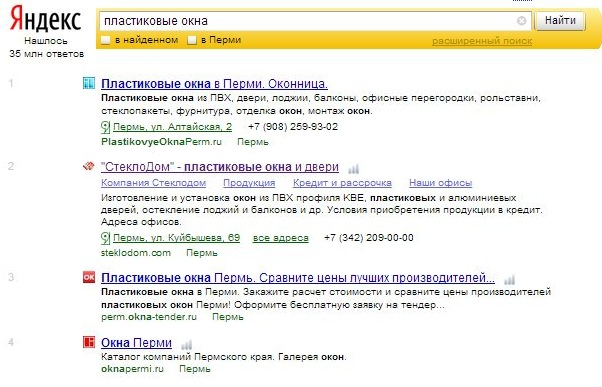 Яндекс
Нашлось
35 млн ответов
пластиковые окна
Найти
в найденном
в Перми
расширенный поиск
1
Пластиковые окна в Перми. Оконница.
Пластиковые окна из ПВХ, двери, лоджии, балконы, офисные перегородки, рольставни,
стеклопакеты, фурнитура, отделка окон, монтаж окон.
Пермь, ул. Алтайская, 2 +7 (908) 259-93-02
PlastikovyeOknaPerm.ru Пермь
2
"СтеклоДом" - пластиковые окна и двери
Компания Стеклодом Продукция Кредит и рассрочка Наши офисы
Изготовление и установка окон из ПВХ профиля KBE, пластиковых и алюминиевых
дверей, остекление лоджий и балконов и др. Условия приобретения продукции в кредит.
Адреса офисов.
Пермь, ул. Куйбышева, 69 все адреса +7 (342) 209-00-00
steklodom.com Пермь
3
ОК
Пластиковые окна Пермь. Сравните цены лучших производителей...
Пластиковые окна в Перми. Закажите расчет стоимости и сравните цены производителей
пластиковых окон Перми! Оформите бесплатную заявку на тендер...
perm.okna-tender.ru Пермь
4
Окна Перми
Каталог компаний Пермского края. Галерея окон.
oknapermi.ru Пермь